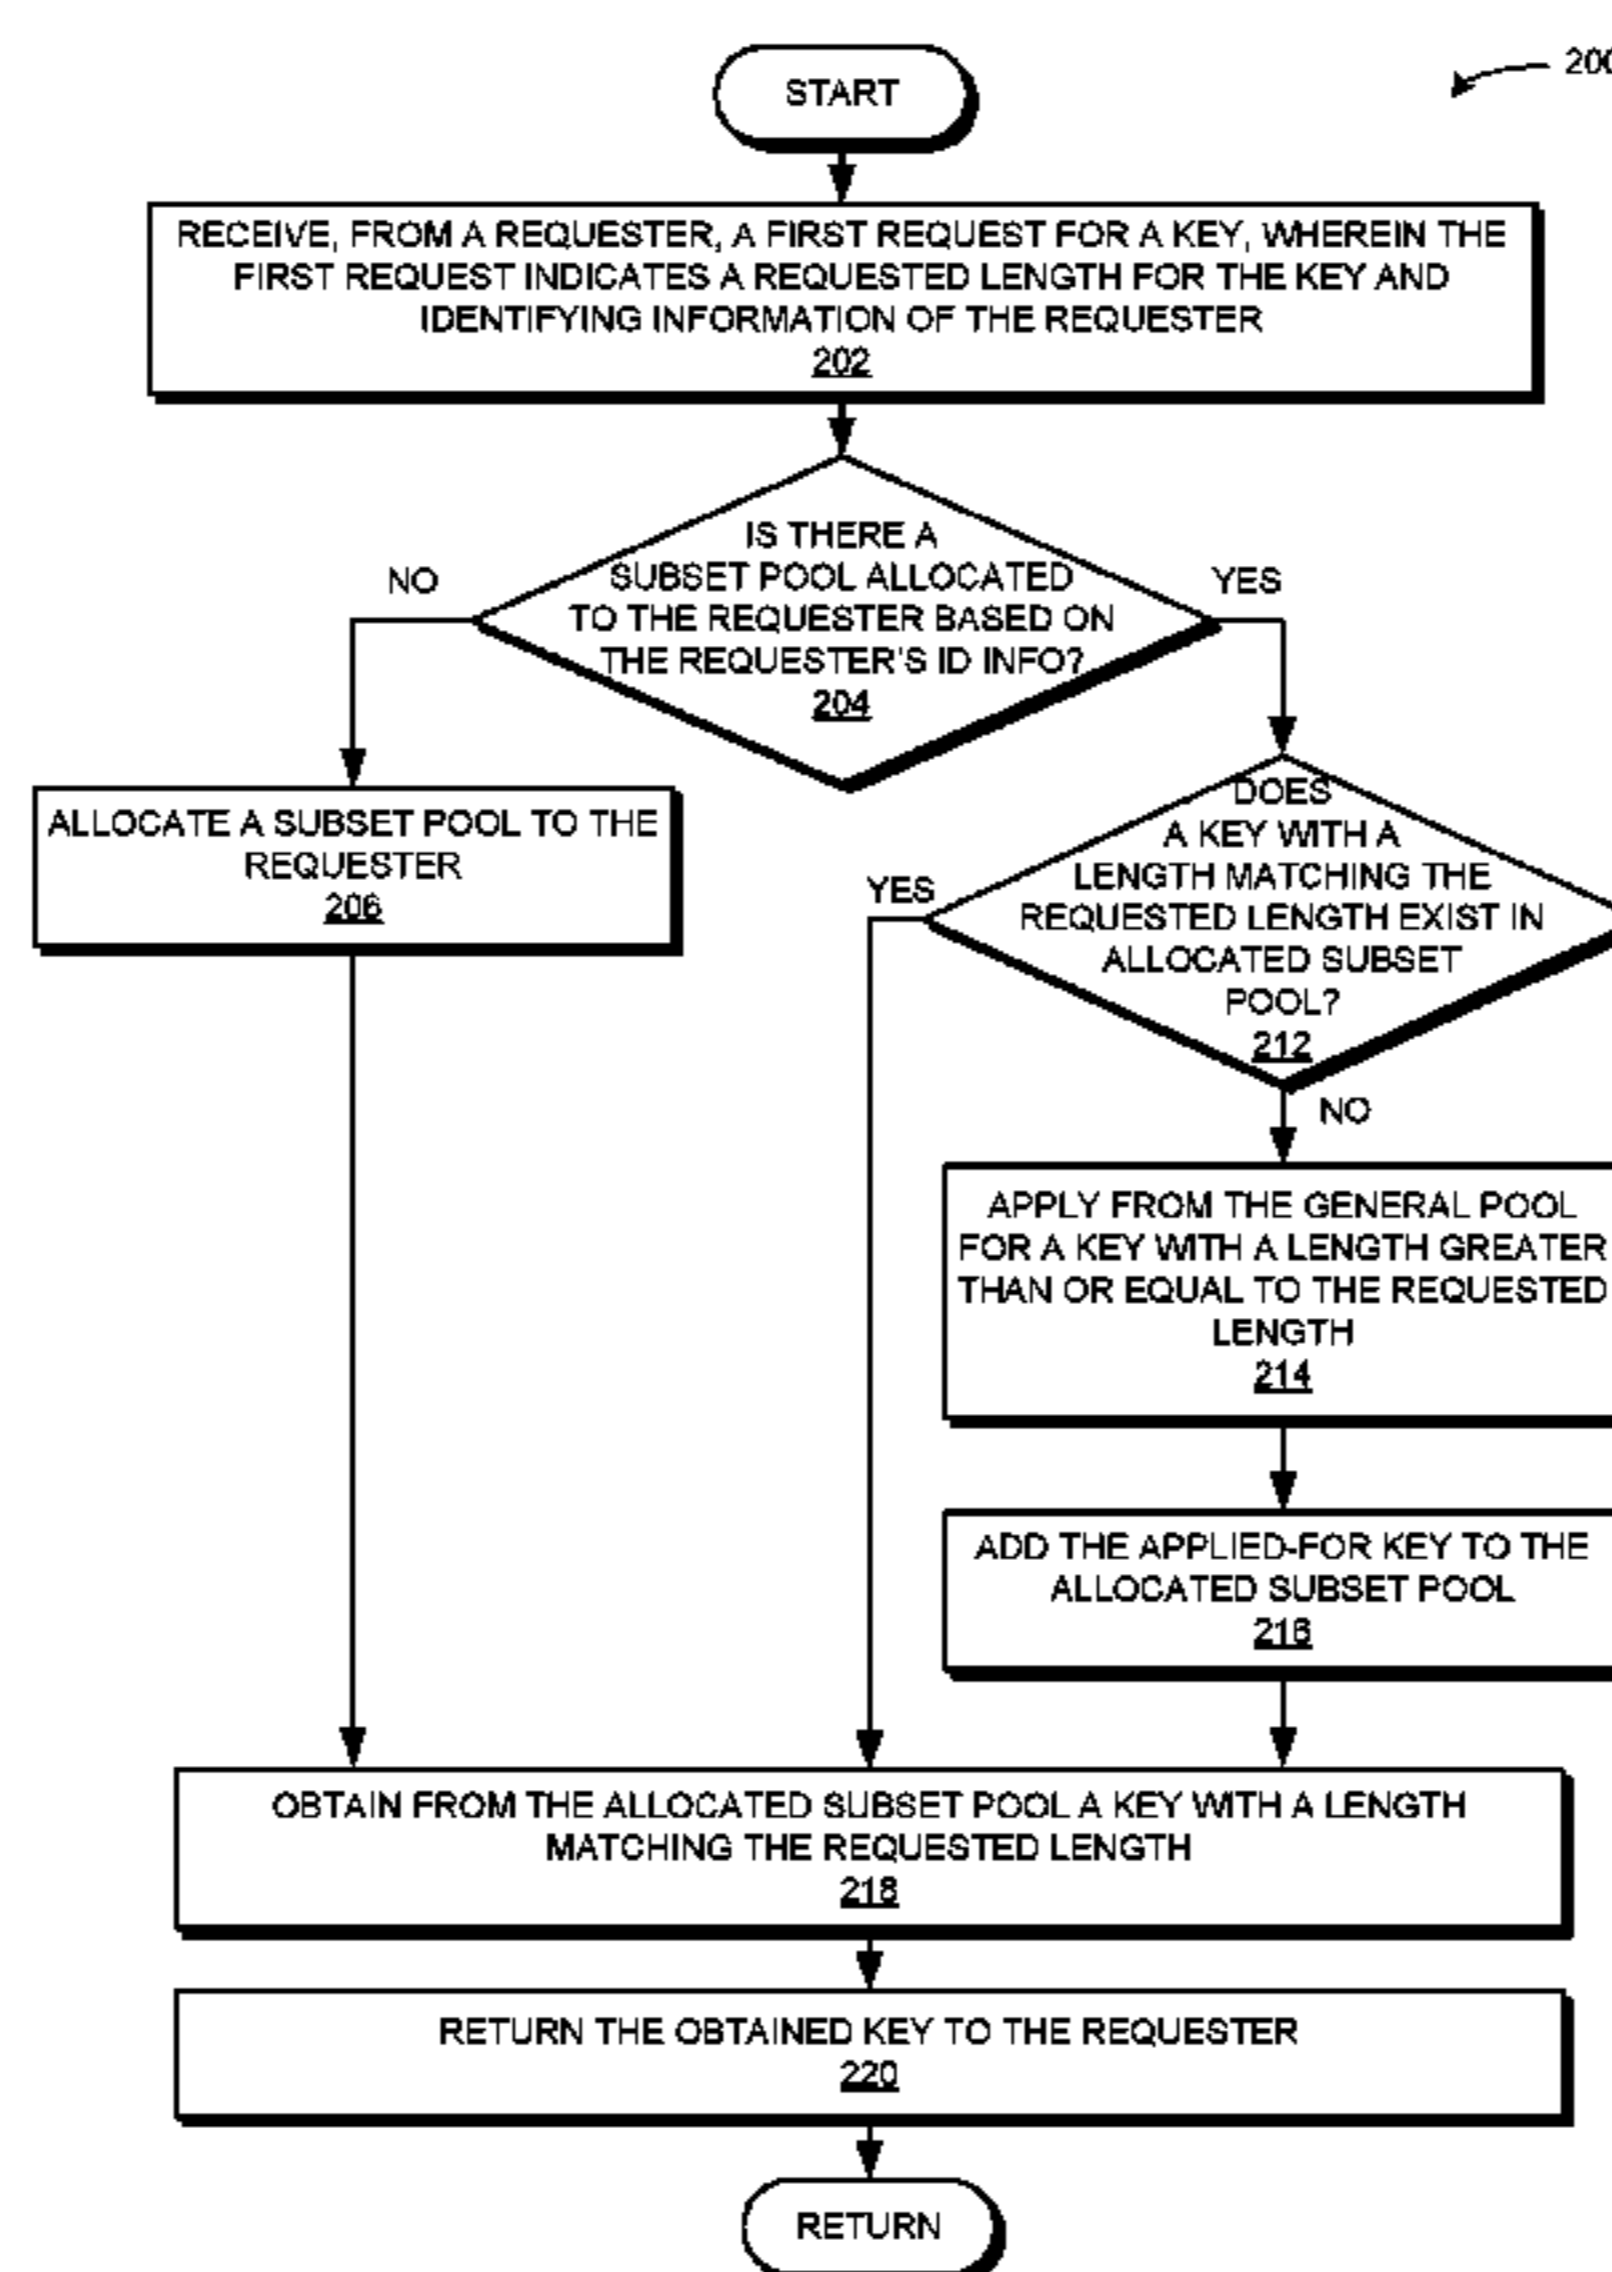 START
200
RECEIVE, FROM A REQUESTER, A FIRST REQUEST FOR A KEY, WHEREIN THE
FIRST REQUEST INDICATES A REQUESTED LENGTH FOR THE KEY AND
IDENTIFYING INFORMATION OF THE REQUESTER
202
IS THERE A
SUBSET POOL ALLOCATED
TO THE REQUESTER BASED ON
THE REQUESTER'S ID INFO?
204
NO
YES
ALLOCATE A SUBSET POOL TO THE
REQUESTER
206
DOES
A KEY WITH A
LENGTH MATCHING THE
REQUESTED LENGTH EXIST IN
ALLOCATED SUBSET
POOL?
212
YES
NO
APPLY FROM THE GENERAL POOL
FOR A KEY WITH A LENGTH GREATER
THAN OR EQUAL TO THE REQUESTED
LENGTH
214
ADD THE APPLIED-FOR KEY TO THE
ALLOCATED SUBSET POOL
216
OBTAIN FROM THE ALLOCATED SUBSET POOL A KEY WITH A LENGTH
MATCHING THE REQUESTED LENGTH
218
RETURN THE OBTAINED KEY TO THE REQUESTER
220
RETURN